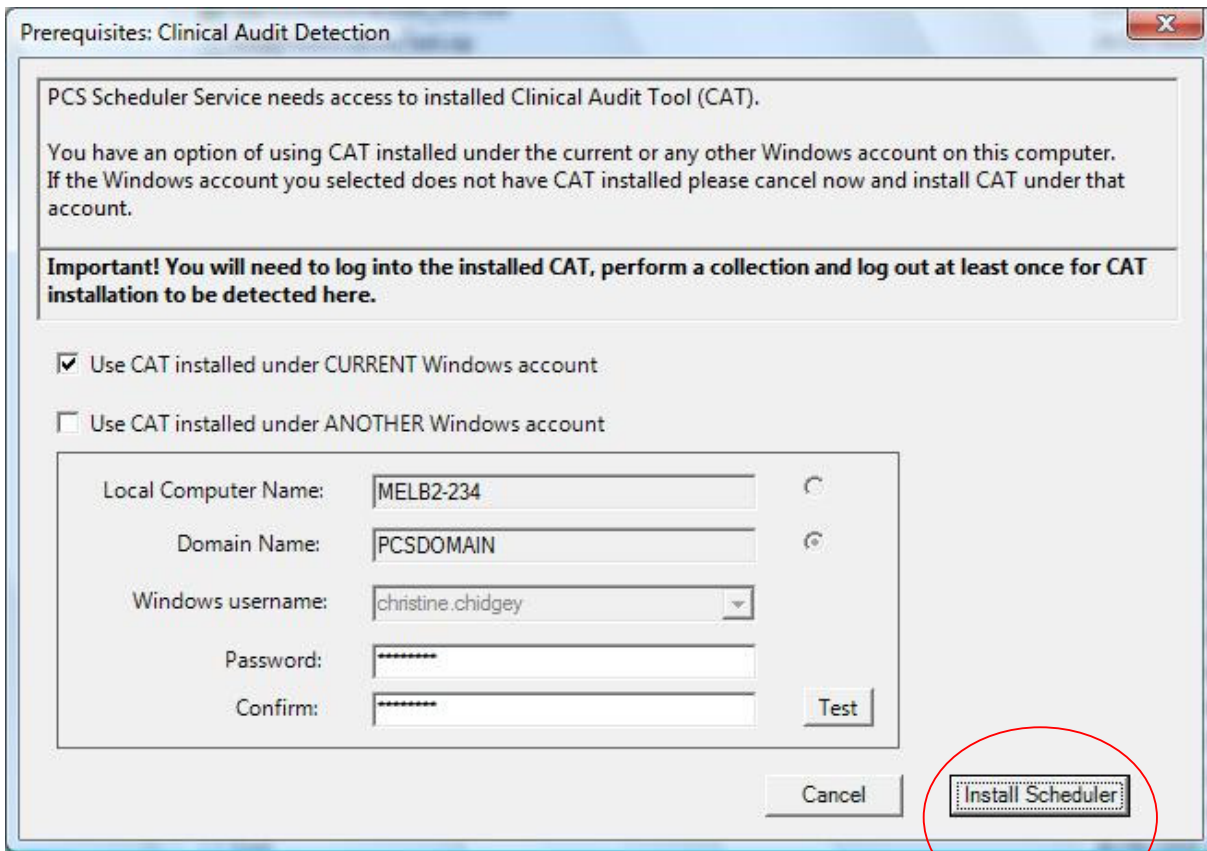 Prerequisites: Clinical Audit Detection
PCS Scheduler Service needs access to installed Clinical Audit Tool (CAT).
You have an option of using CAT installed under the current or any other Windows account on this computer.
If the Windows account you selected does not have CAT installed please cancel now and install CAT under that
account.
Important! You will need to log into the installed CAT, perform a collection and log out at least once for CAT
installation to be detected here.
Use CAT installed under CURRENT Windows account
Use CAT installed under ANOTHER Windows account
Local Computer Name: MELB2-234
Domain Name: PCSDOMAIN
Windows username: christine.chidgey
Password: ********
Confirm: ********
Test
Cancel Install Scheduler